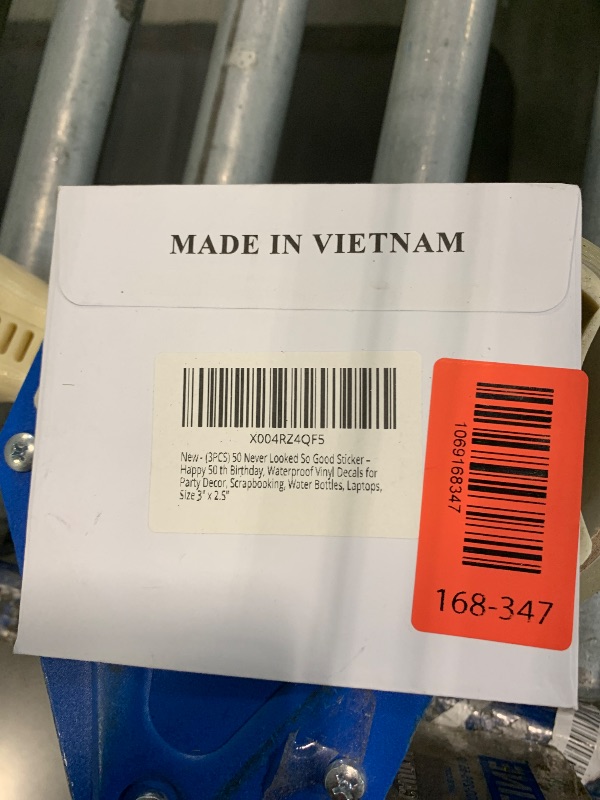 MADE IN VIETNAM
X004RZ4QF5
New - (3PCS) 50 Never Looked So Good Sticker –
Happy 50 th Birthday, Waterproof Vinyl Decals for
Party Decor, Scrapbooking, Water Bottles, Laptops,
Size 3" x 2.5"
1069168347
168-347